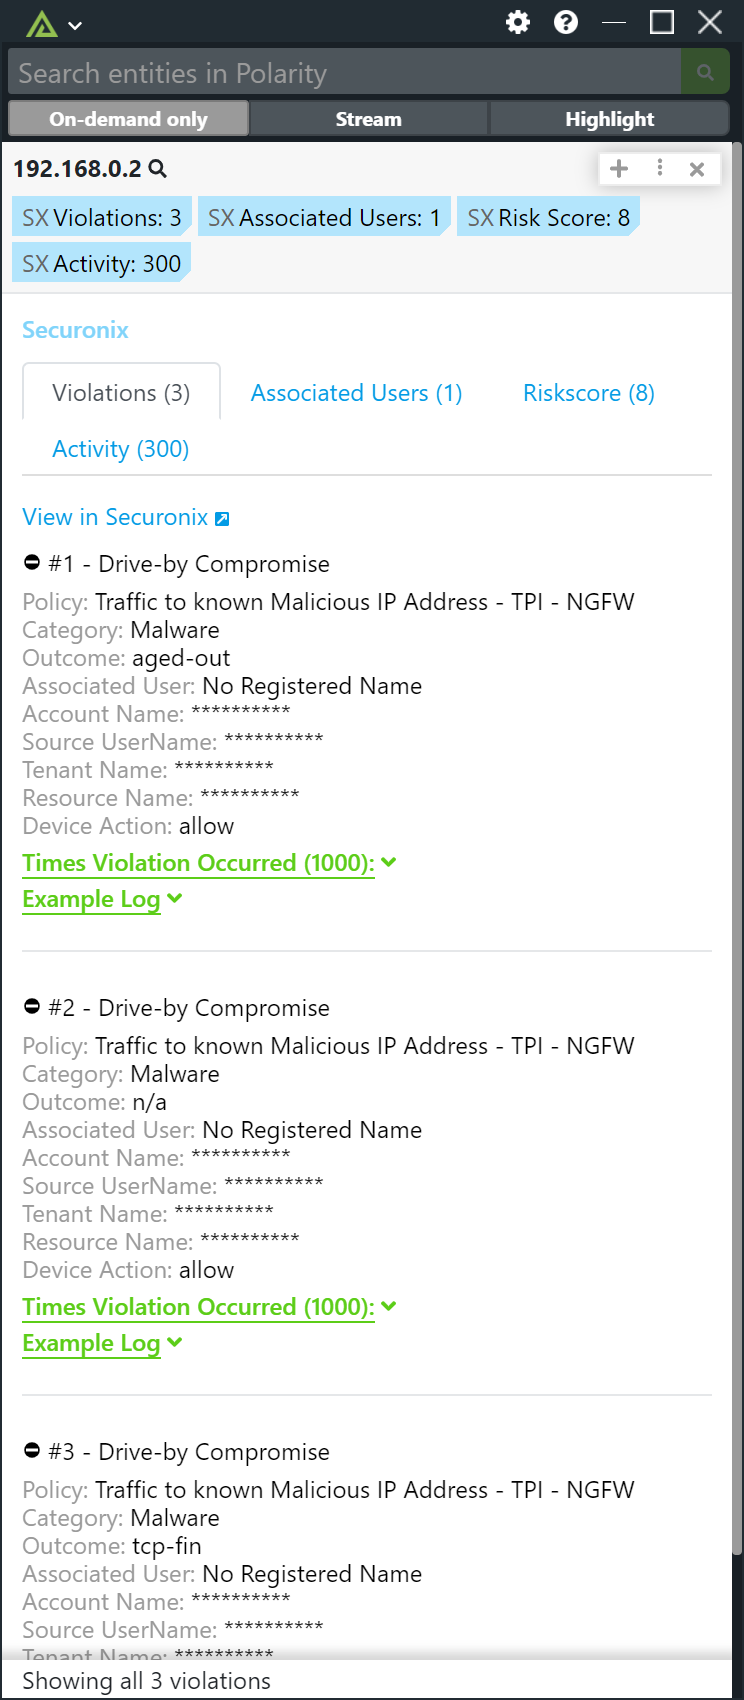 Search entities in Polarity
On-demand only Stream Highlight
192.168.0.2
SX Violations: 3 SX Associated Users: 1 SX Risk Score: 8
SX Activity: 300
Securonix
Violations (3) Associated Users (1) Riskscore (8)
Activity (300)
View in Securonix
#1 - Drive-by Compromise
Policy: Traffic to known Malicious IP Address - TPI - NGFW
Category: Malware
Outcome: aged-out
Associated User: No Registered Name
Account Name: **********
Source UserName: **********
Tenant Name: **********
Resource Name: **********
Device Action: allow
Times Violation Occurred (1000):
Example Log
#2 - Drive-by Compromise
Policy: Traffic to known Malicious IP Address - TPI - NGFW
Category: Malware
Outcome: n/a
Associated User: No Registered Name
Account Name: **********
Source UserName: **********
Tenant Name: **********
Resource Name: **********
Device Action: allow
Times Violation Occurred (1000):
Example Log
#3 - Drive-by Compromise
Policy: Traffic to known Malicious IP Address - TPI - NGFW
Category: Malware
Outcome: tcp-fin
Associated User: No Registered Name
Account Name: **********
Source UserName: **********
Tenant Name: **********
Showing all 3 violations